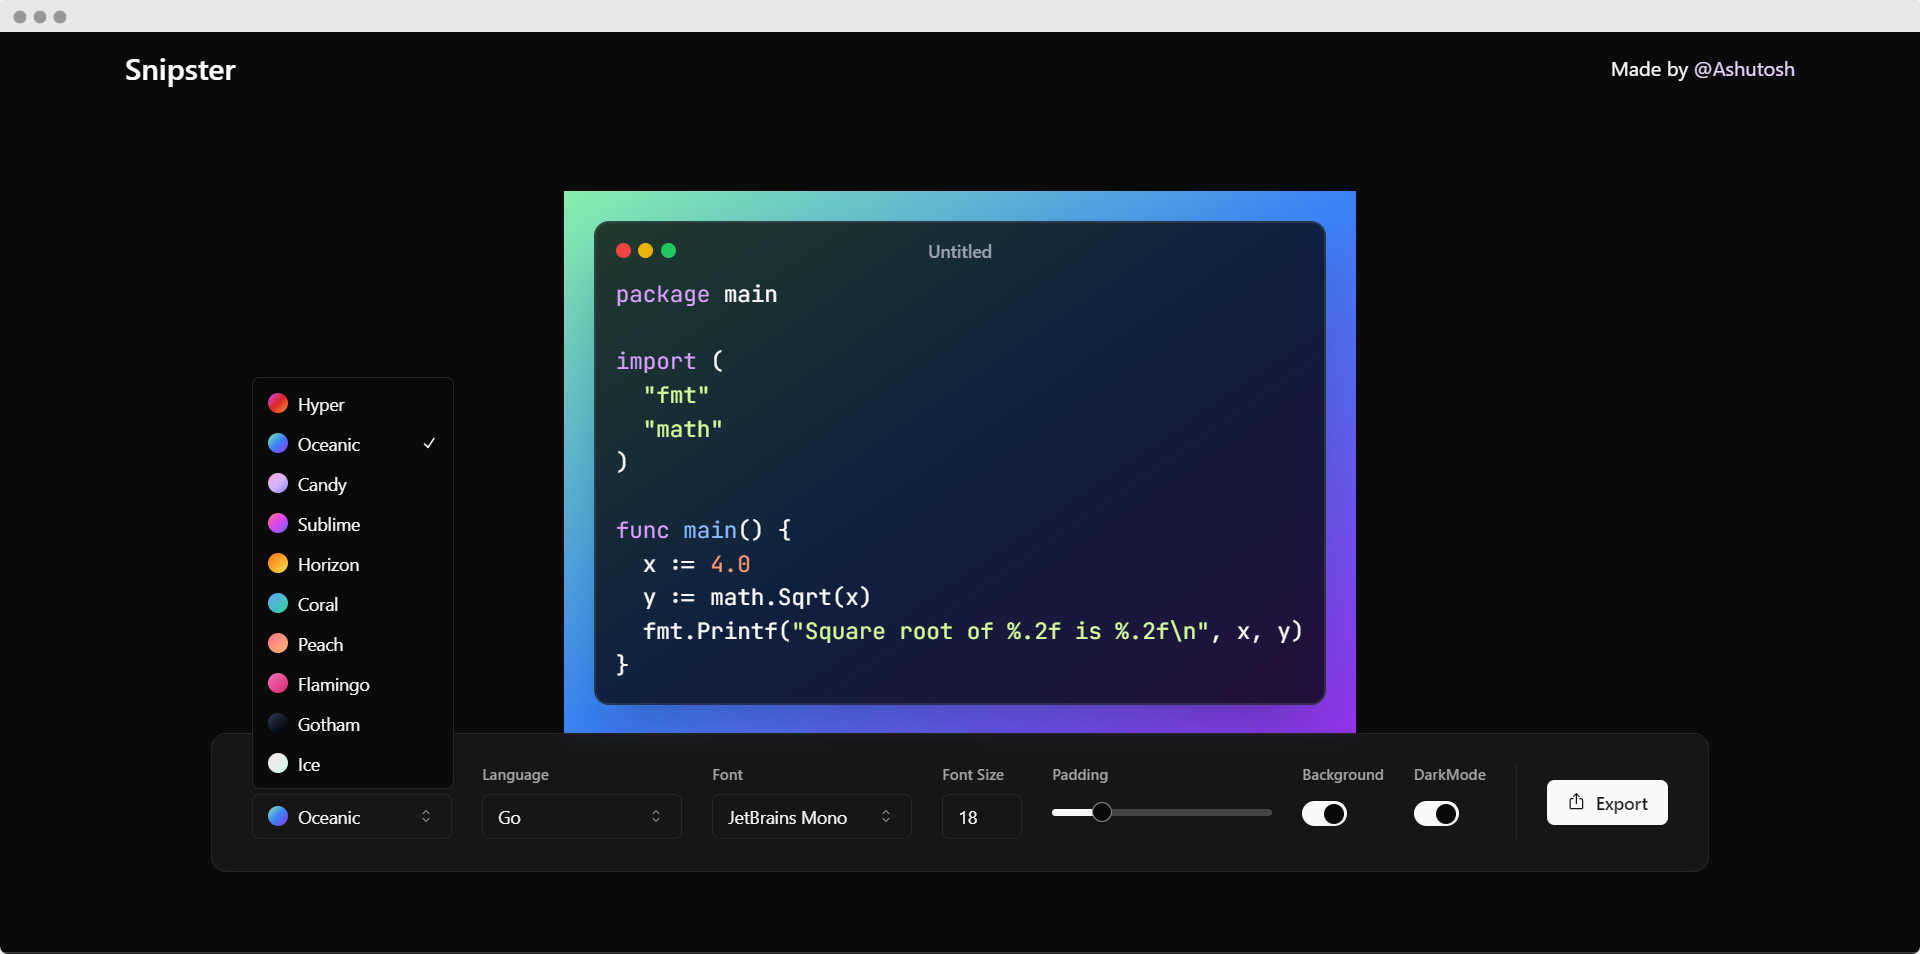 Snipster
Made by @Ashutosh
Untitled
package main
import (
  "fmt"
  "math"
)
func main() {
  x := 4.0
  y := math.Sqrt(x)
  fmt.Printf("Square root of %.2f is %.2f\n", x, y)
}
Hyper
Oceanic
Candy
Sublime
Horizon
Coral
Peach
Flamingo
Gotham
Ice
Oceanic
Language
Go
Font
JetBrains Mono
Font Size
18
Padding
Background
DarkMode
Export